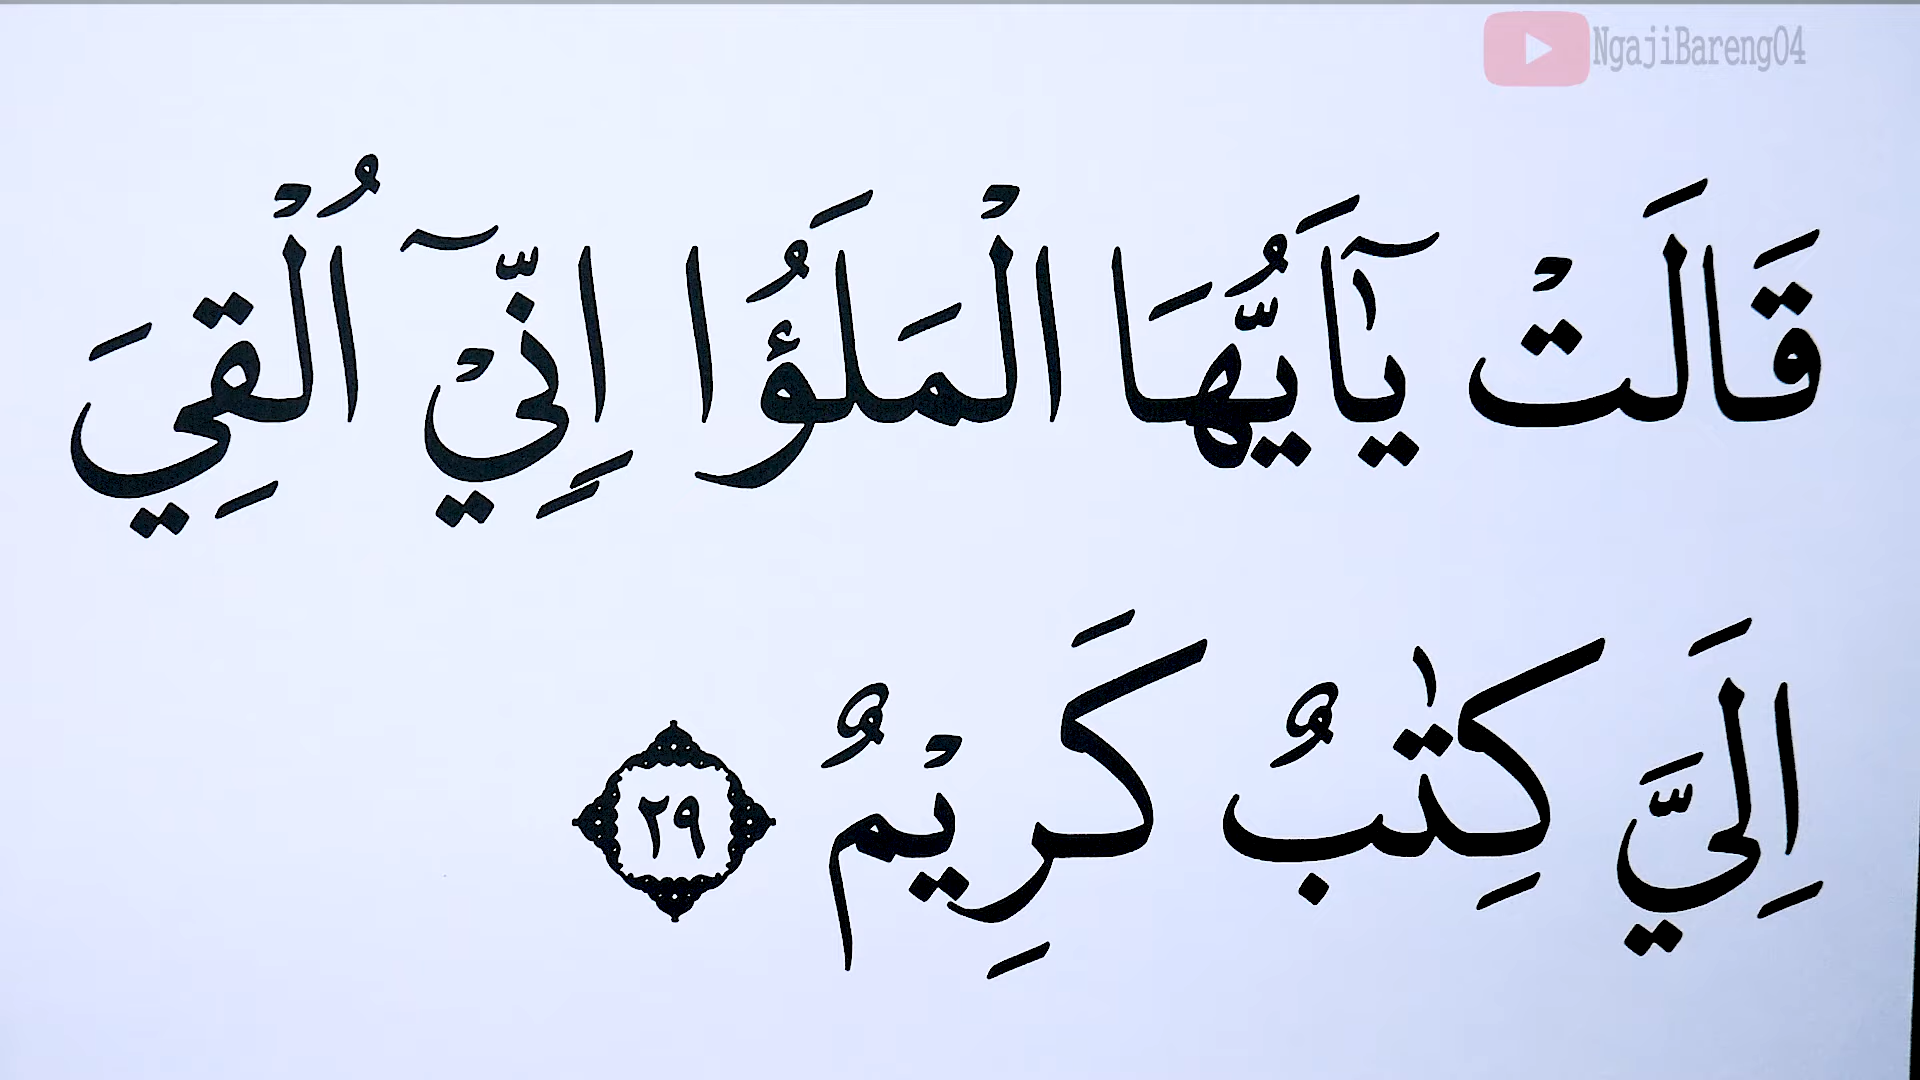 NgajiBareng04
قَالَتْ يٰٓاَيُّهَا الْمَلَؤُا اِنِّيْٓ اُلْقِيَ
اِلَيَّ كِتٰبٌ كَرِيْمٌ ٢٩